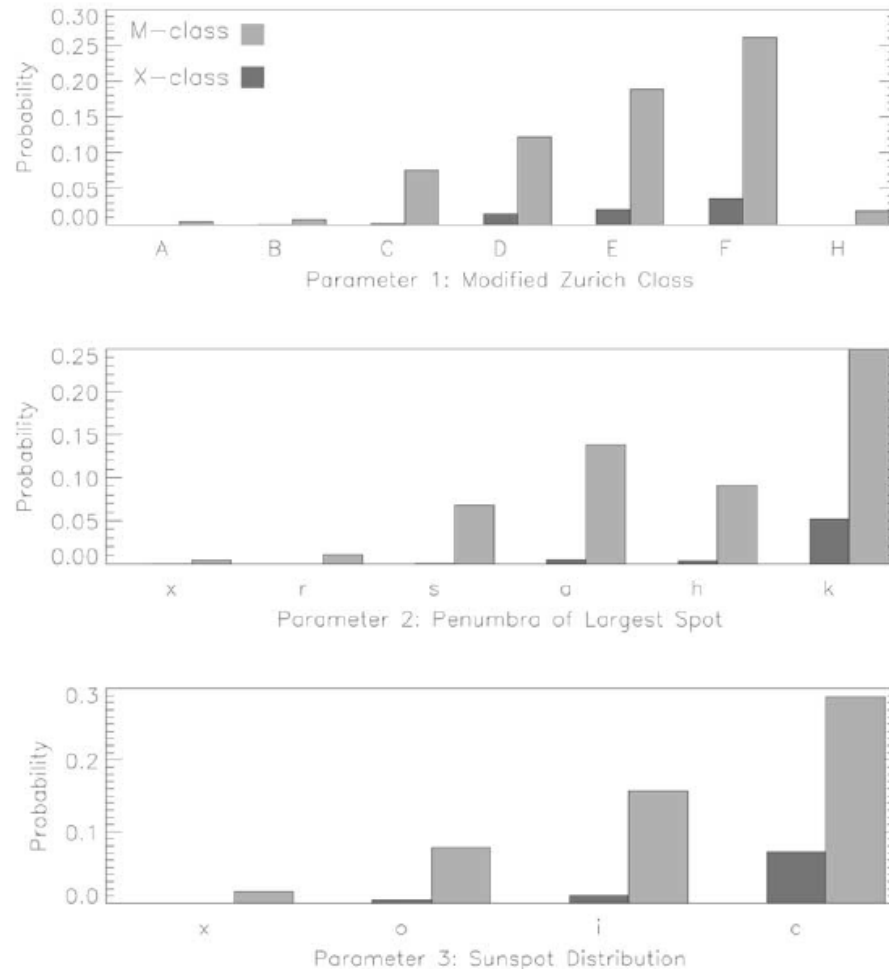 0.30
M-class
0.25
X-class
0.20
0.15
0.10
0.05
0.00
Probability
A B C D E F H
Parameter 1: Modified Zurich Class
0.25
0.20
0.15
0.10
0.05
0.00
Probability
x r s a h k
Parameter 2: Penumbra of Largest Spot
0.3
0.2
0.1
0.0
Probability
x o i c
Parameter 3: Sunspot Distribution